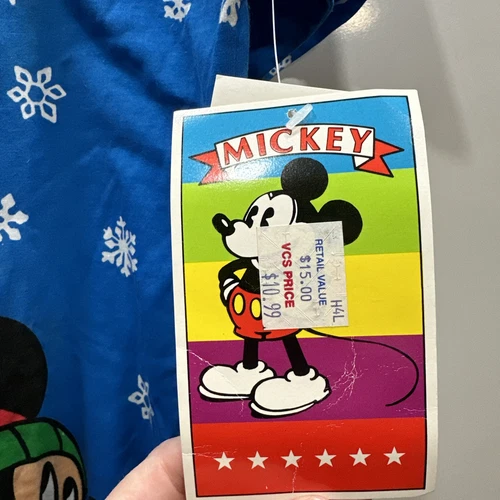 MICKEY
RETAIL VALUE
$15.00
VCS PRICE
$10.99
H4L